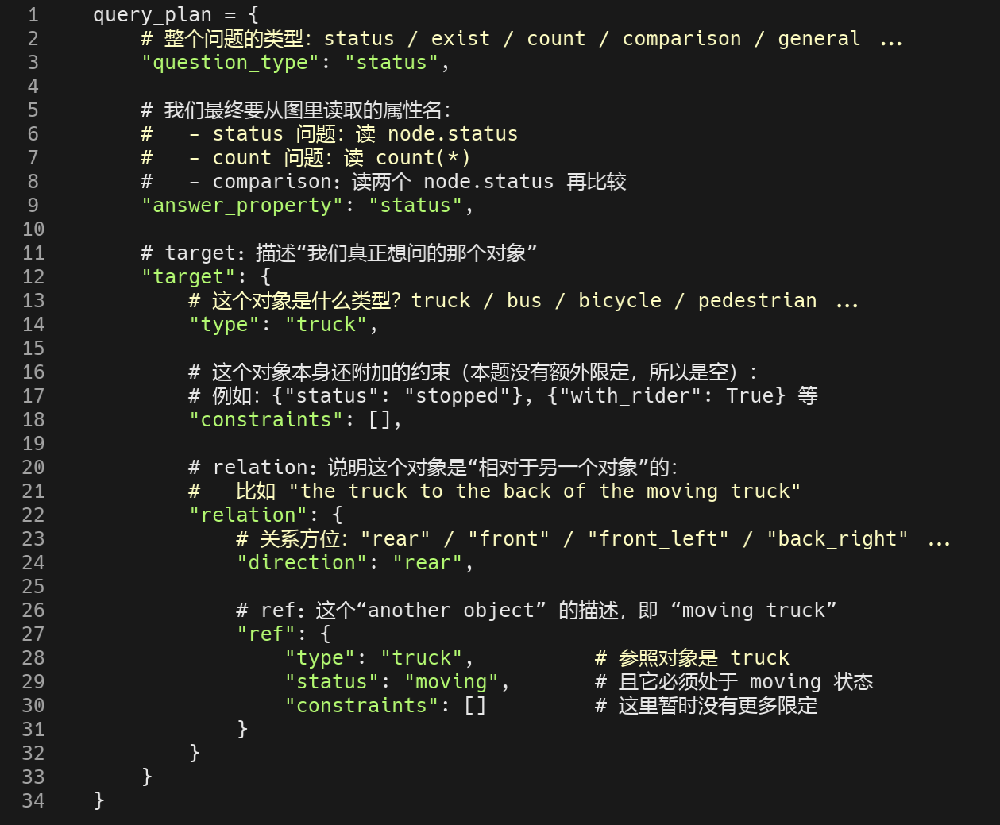 1 query_plan = {
2 # 整个问题的类型：status / exist / count / comparison / general ...
3 "question_type": "status",
4
5 # 我们最终要从图里读取的属性名：
6 #   - status 问题：读 node.status
7 #   - count 问题：读 count(*)
8 #   - comparison：读两个 node.status 再比较
9 "answer_property": "status",
10
11 # target：描述“我们真正想问的那个对象”
12 "target": {
13 # 这个对象是什么类型？truck / bus / bicycle / pedestrian ...
14 "type": "truck",
15
16 # 这个对象本身还附加的约束（本题没有额外限定，所以是空）：
17 # 例如：{"status": "stopped"}, {"with_rider": True} 等
18 "constraints": [],
19
20 # relation：说明这个对象是“相对于另一个对象”的：
21 #   比如 "the truck to the back of the moving truck"
22 "relation": {
23 # 关系方位："rear" / "front" / "front_left" / "back_right" ...
24 "direction": "rear",
25
26 # ref：这个“another object” 的描述，即 “moving truck”
27 "ref": {
28 "type": "truck",          # 参照对象是 truck
29 "status": "moving",       # 且它必须处于 moving 状态
30 "constraints": []         # 这里暂时没有更多限定
31 }
32 }
33 }
34 }